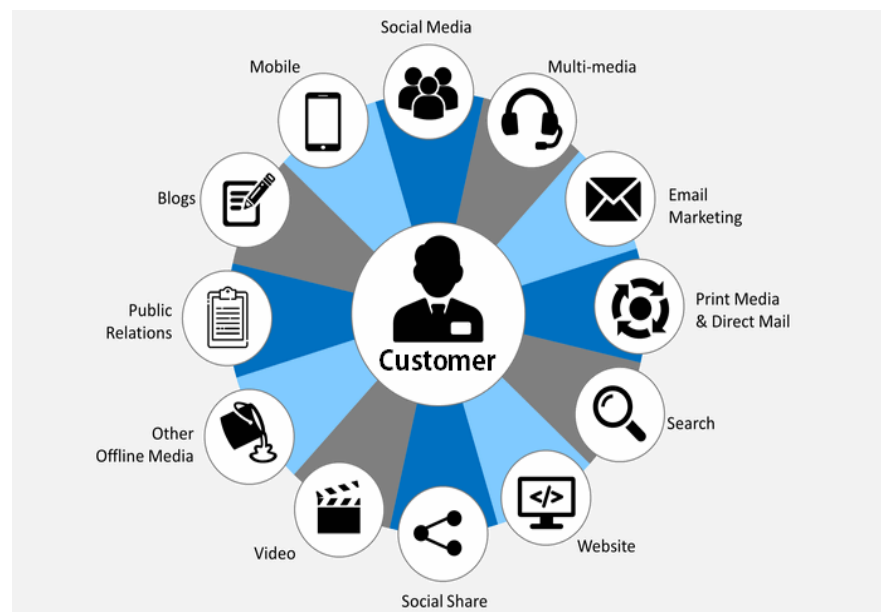 Social Media
Mobile
Multi-media
Blogs
Email
Marketing
Public
Relations
Customer
Print Media
& Direct Mail
Other
Offline Media
Search
Video
Website
Social Share